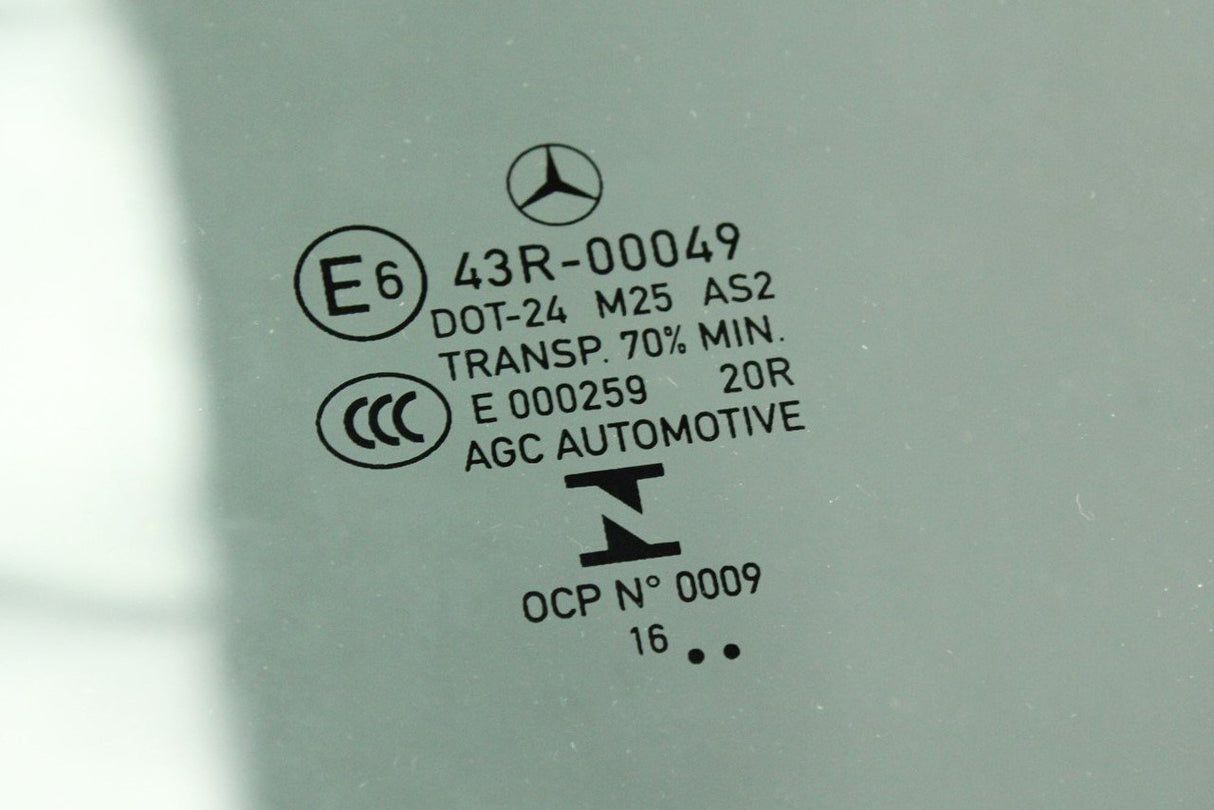 E6 43R-00049
DOT-24 M25 AS2
TRANSP. 70% MIN.
CCC E 000259 20R
AGC AUTOMOTIVE
OCP N° 0009
16 ..